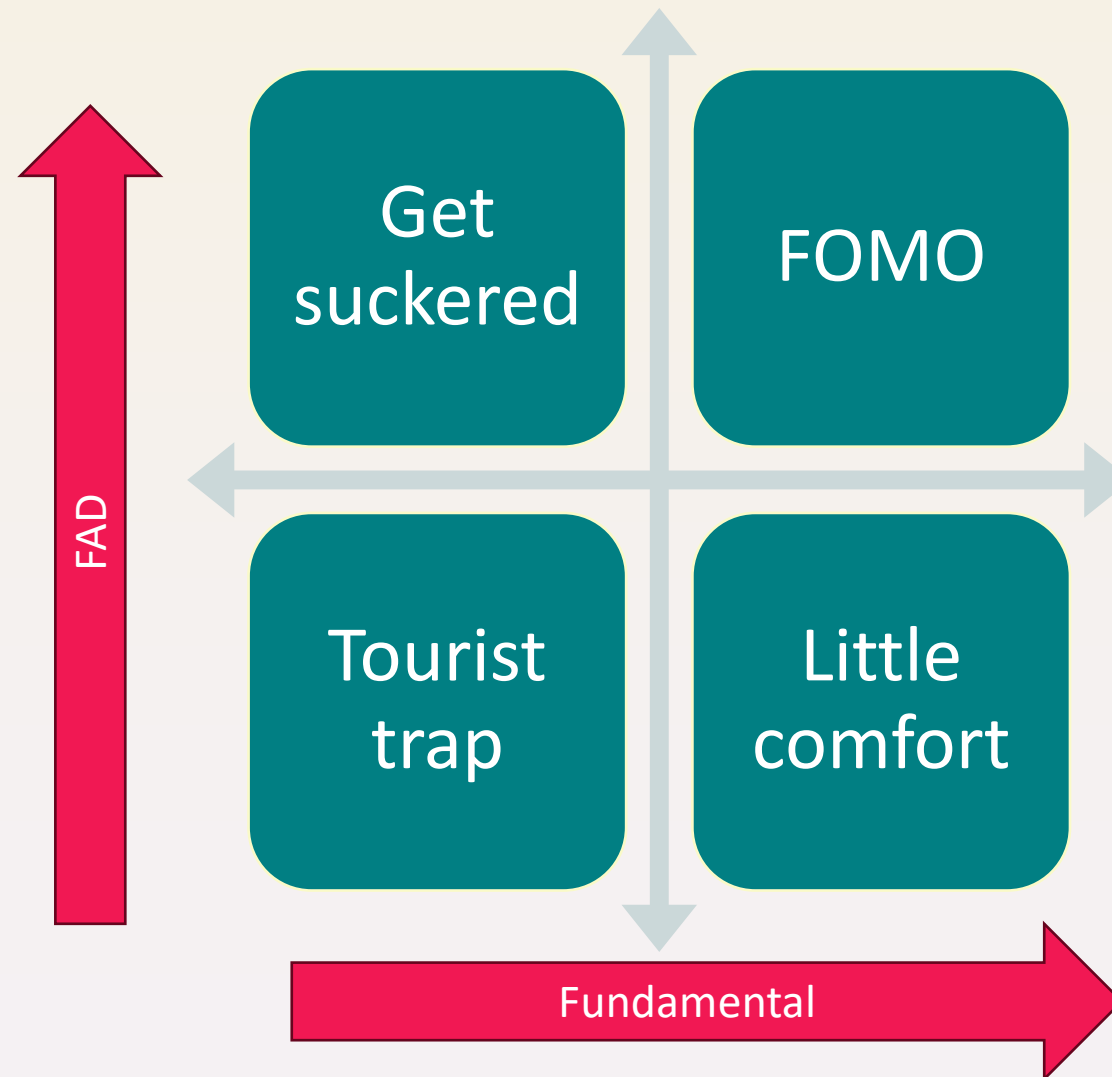 Get
suckered
FOMO
FAD
Tourist
trap
Little
comfort
Fundamental